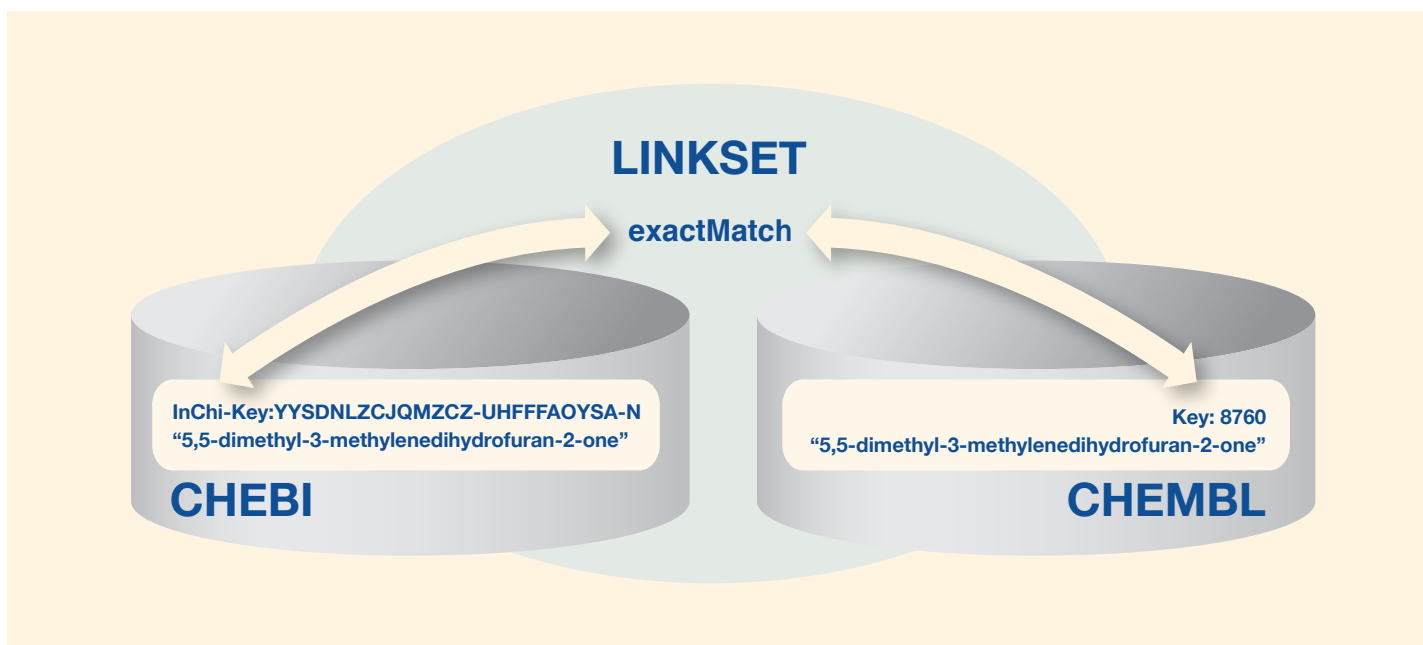 LINKSET
exactMatch
InChi-Key:YYSDNLZCJQMZCZ-UHFFFAOYSA-N
“5,5-dimethyl-3-methylenedihydrofuran-2-one”
CHEBI
Key: 8760
“5,5-dimethyl-3-methylenedihydrofuran-2-one”
CHEMBL